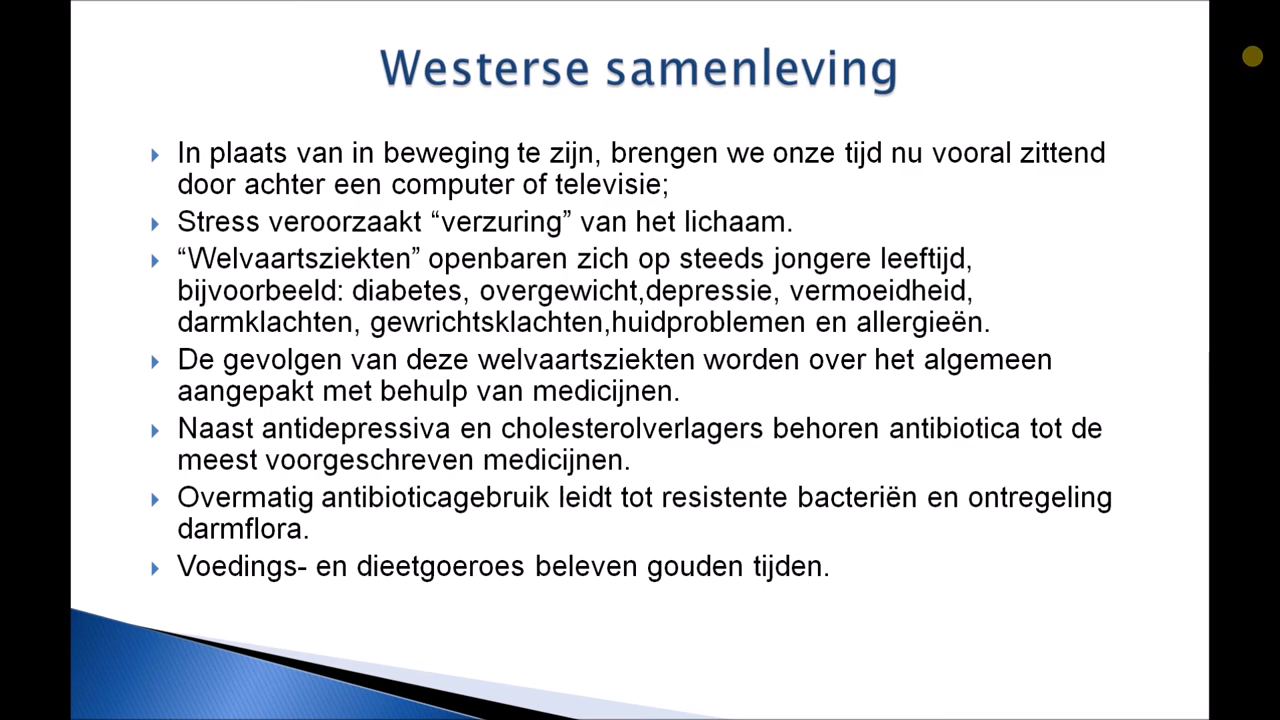 Westerse samenleving
In plaats van in beweging te zijn, brengen we onze tijd nu vooral zittend
door achter een computer of televisie;
Stress veroorzaakt “verzuring” van het lichaam.
“Welvaartsziekten” openbaren zich op steeds jongere leeftijd,
bijvoorbeeld: diabetes, overgewicht,depressie, vermoeidheid,
darmklachten, gewrichtsklachten,huidproblemen en allergieën.
De gevolgen van deze welvaartsziekten worden over het algemeen
aangepakt met behulp van medicijnen.
Naast antidepressiva en cholesterolverlagers behoren antibiotica tot de
meest voorgeschreven medicijnen.
Overmatig antibioticagebruik leidt tot resistente bacteriën en ontregeling
darmflora.
Voedings- en dieetgoeroes beleven gouden tijden.